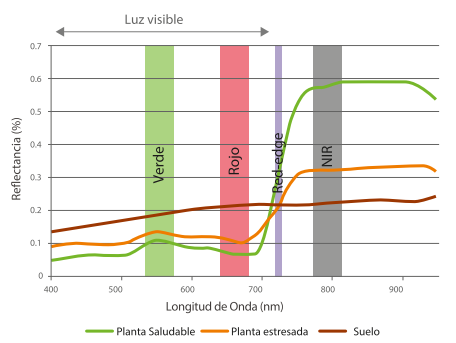 Luz visible
0.7
0.6
0.5
0.4
0.3
0.2
0.1
0
Reflectancia (%)
Verde
Rojo
Red-edge
NIR
400 500 600 700 800 900
Longitud de Onda (nm)
Planta Saludable Planta estresada Suelo